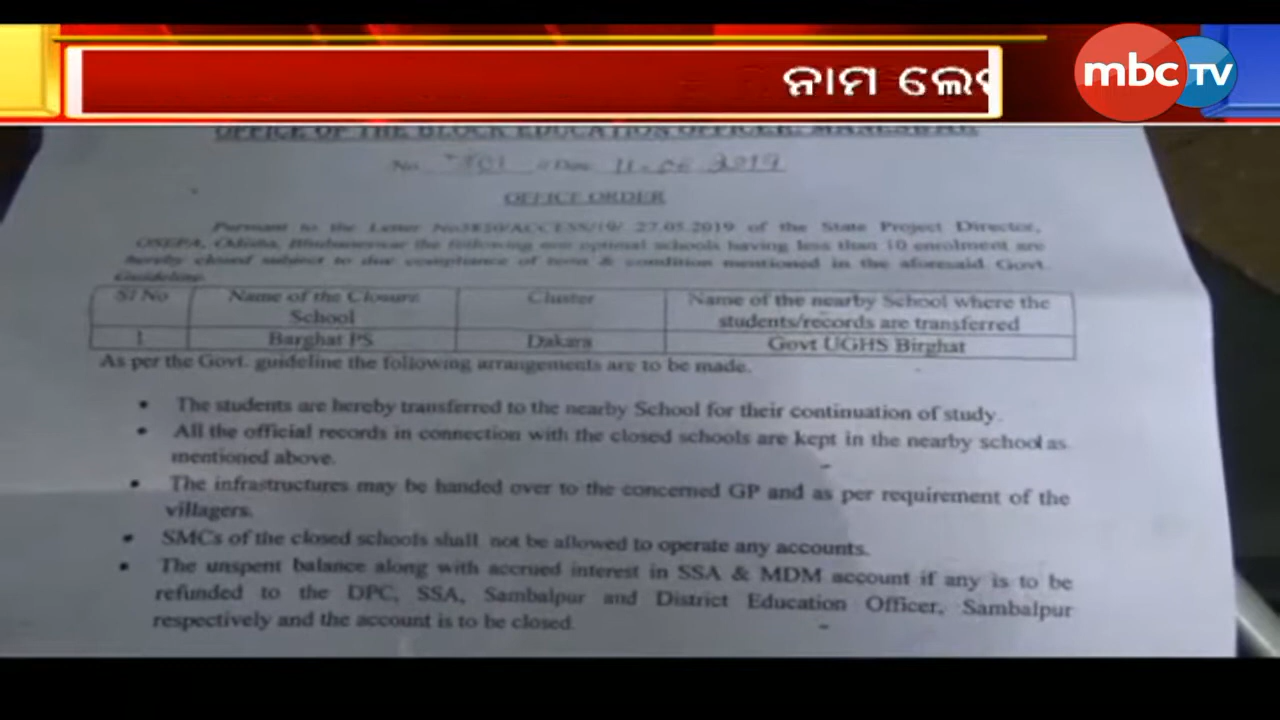 ନାମ ଲେ
mbc TV
OFFICE OF THE BLOCK EDUCATION OFFICER, MANESWAR
No. Date 11-06-2019
OFFICE ORDER
Pursuant to the Letter No3850/ACCESS/19/ 27.05.2019 of the State Project Director,
OSEPA, Odisha, Bhubaneswar the following non optimal schools having less than 10 enrolment are
hereby closed subject to due compliance of term & condition mentioned in the aforesaid Govt.
Guideline.
Sl No Name of the Closure School Cluster Name of the nearby School where the students/records are transferred
1 Barghat PS Dakara Govt UGHS Birghat
As per the Govt. guideline the following arrangements are to be made.
• The students are hereby transferred to the nearby School for their continuation of study.
• All the official records in connection with the closed schools are kept in the nearby school as
mentioned above.
• The infrastructures may be handed over to the concerned GP and as per requirement of the
villagers.
• SMCs of the closed schools shall not be allowed to operate any accounts.
• The unspent balance along with accrued interest in SSA & MDM account if any is to be
refunded to the DPC, SSA, Sambalpur and District Education Officer, Sambalpur
respectively and the account is to be closed.